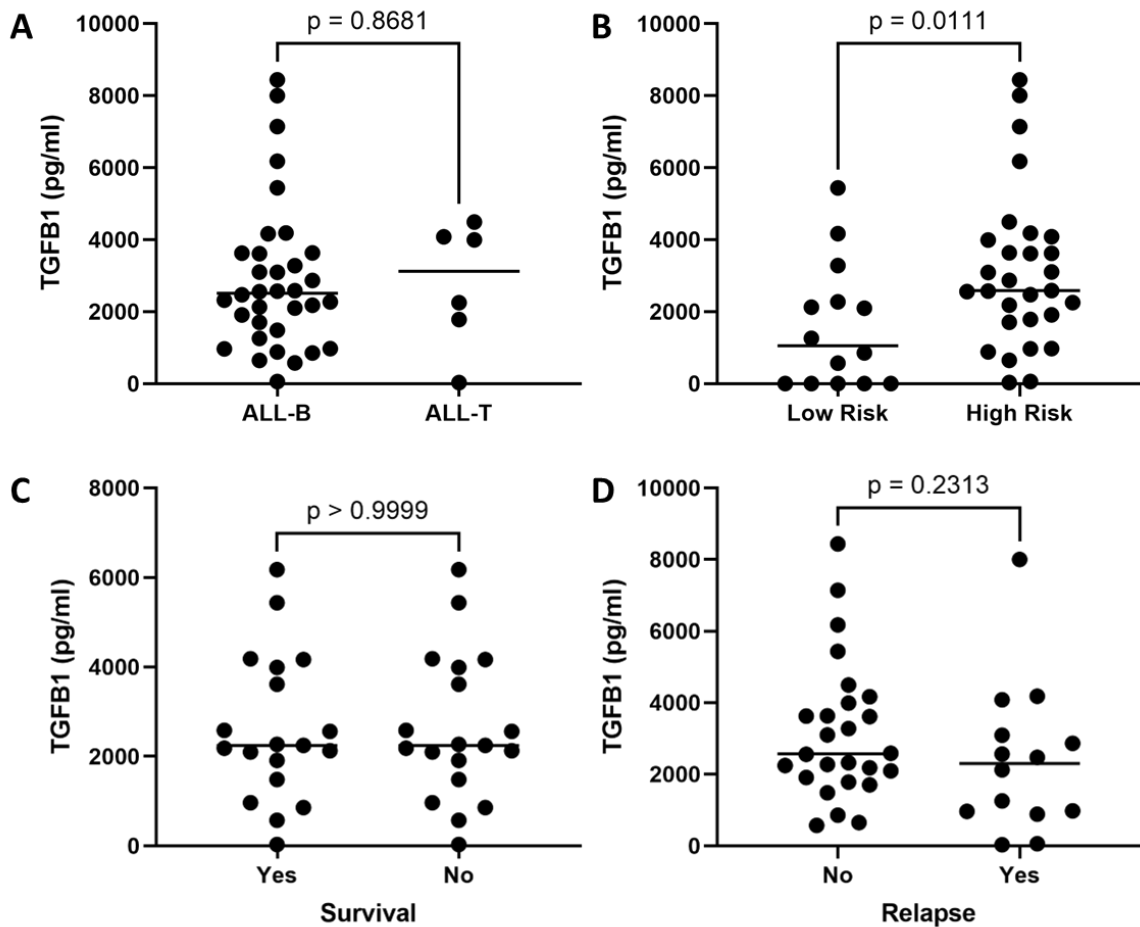 A
p = 0.8681
TGFB1 (pg/ml)
10000
8000
6000
4000
2000
0
ALL-B ALL-T
B
p = 0.0111
TGFB1 (pg/ml)
10000
8000
6000
4000
2000
0
Low Risk High Risk
C
p > 0.9999
TGFB1 (pg/ml)
8000
6000
4000
2000
0
Yes No
Survival
D
p = 0.2313
TGFB1 (pg/ml)
10000
8000
6000
4000
2000
0
No Yes
Relapse